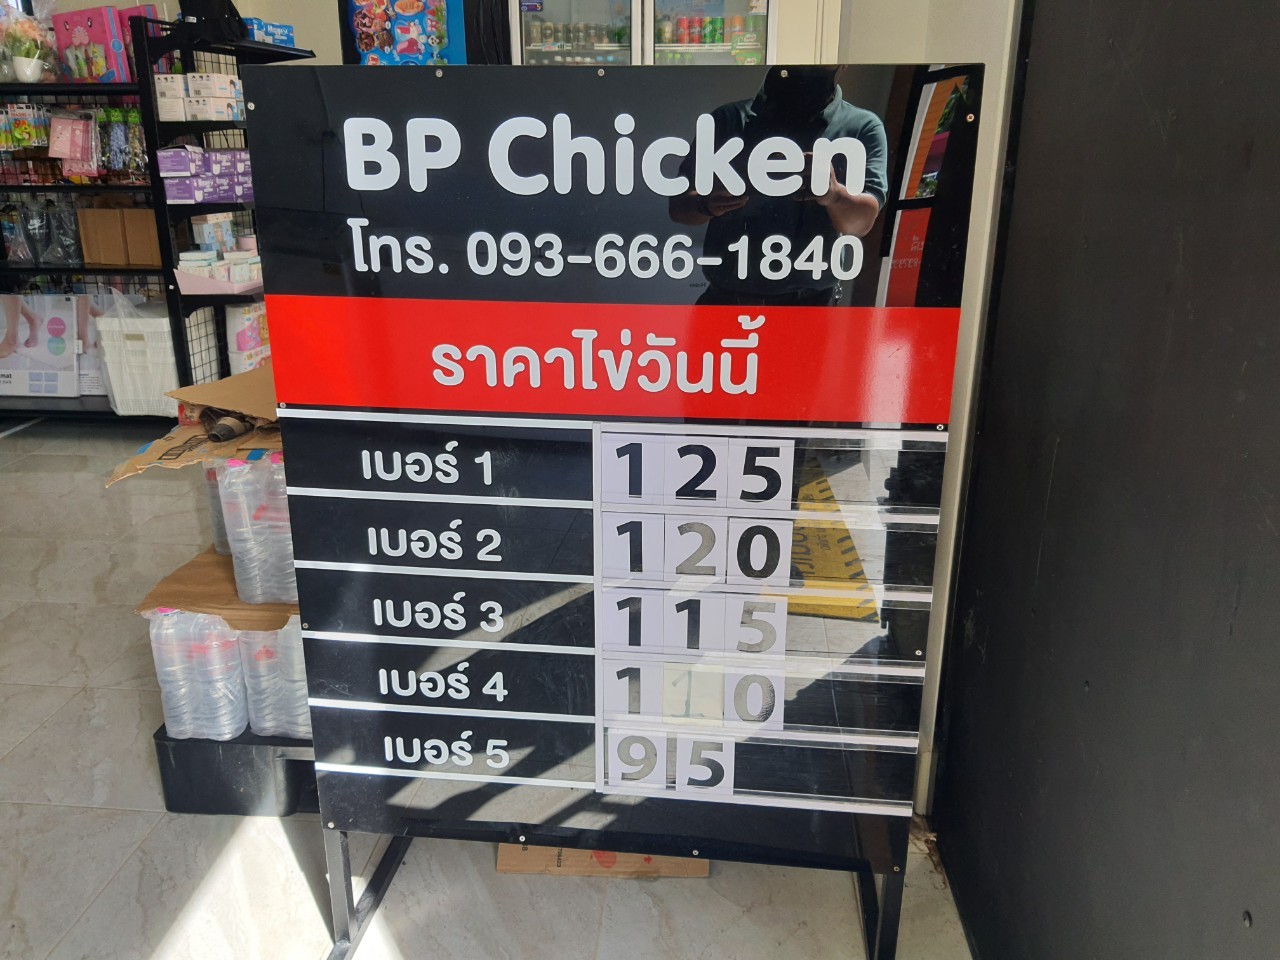 BP Chicken
โทร. 093-666-1840
ราคาไข่วันนี้
เบอร์ 1 125
เบอร์ 2 120
เบอร์ 3 115
เบอร์ 4 110
เบอร์ 5 95